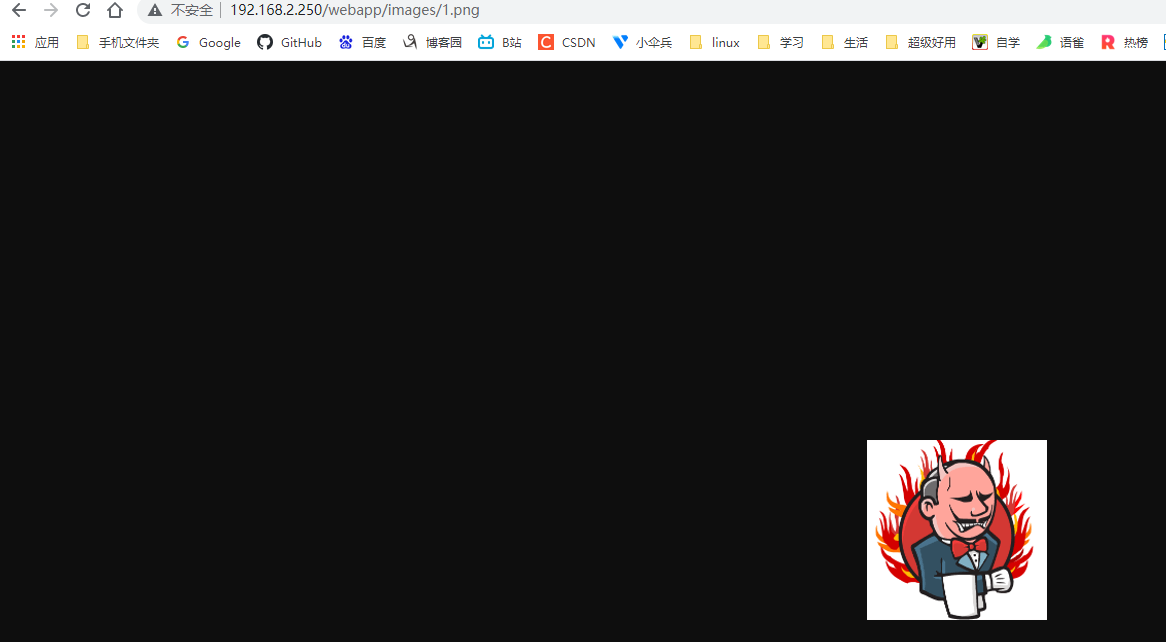 不安全 192.168.2.250/webapp/images/1.png
应用 手机文件夹 Google GitHub 百度 博客园 B站 CSDN 小伞兵 linux 学习 生活 超级好用 自学 语雀 热榜